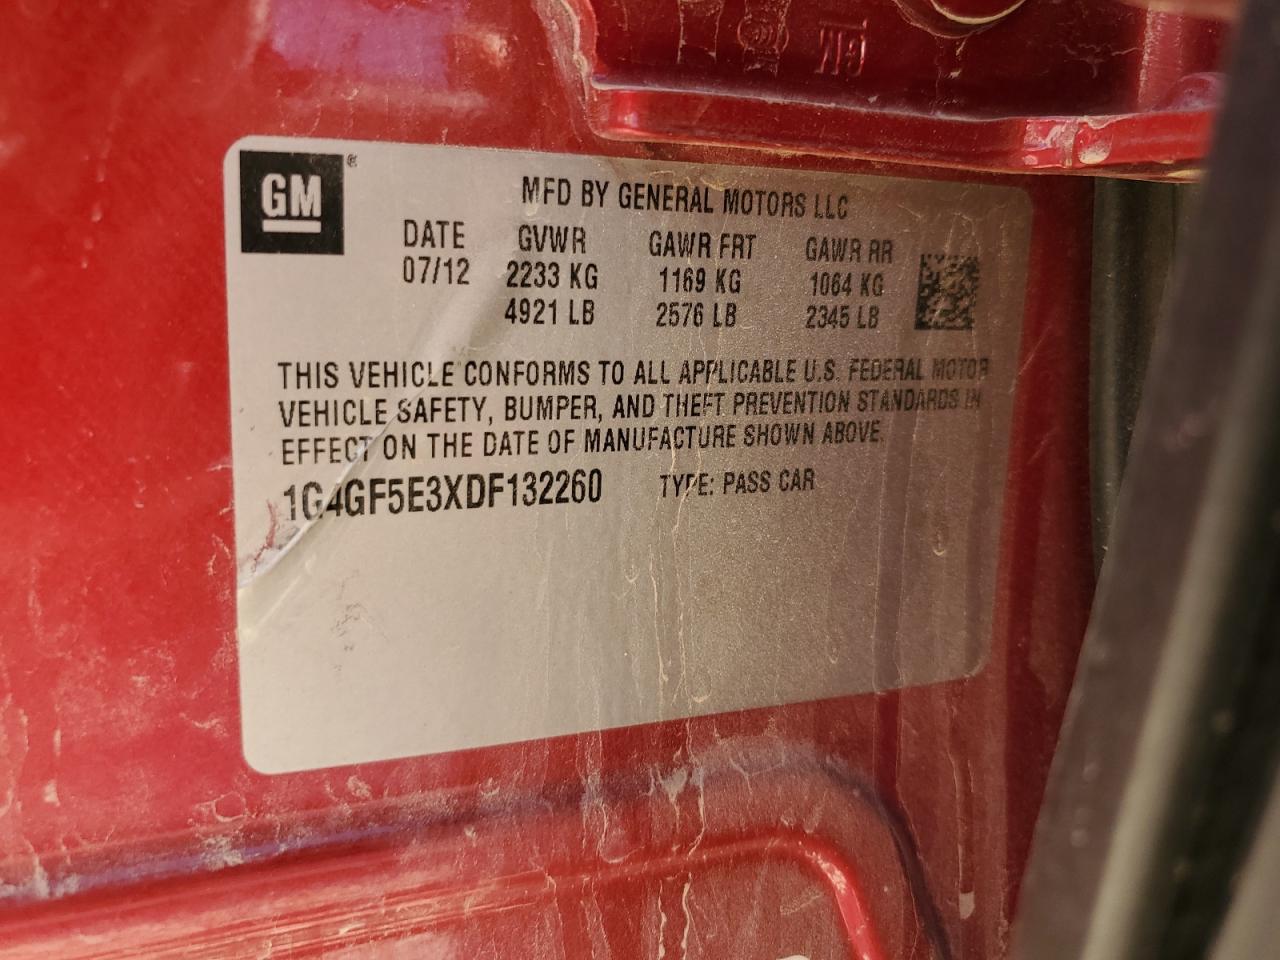 GM ®
MFD BY GENERAL MOTORS LLC
DATE GVWR GAWR FRT GAWR RR
07/12 2233 KG 1169 KG 1064 KG
4921 LB 2576 LB 2345 LB
THIS VEHICLE CONFORMS TO ALL APPLICABLE U.S. FEDERAL MOTOR
VEHICLE SAFETY, BUMPER, AND THEFT PREVENTION STANDARDS IN
EFFECT ON THE DATE OF MANUFACTURE SHOWN ABOVE.
1G4GF5E3XDF132260 TYPE: PASS CAR